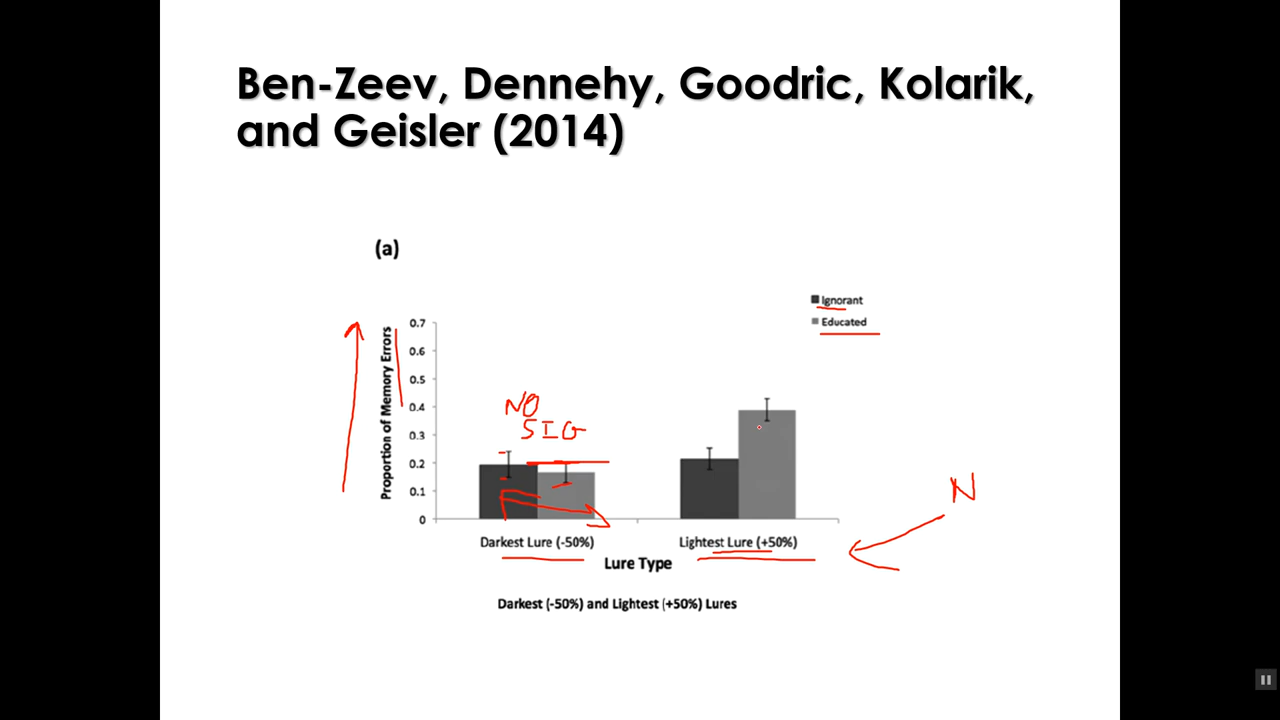 Ben-Zeev, Dennehy, Goodric, Kolarik,
and Geisler (2014)
(a)
Ignorant
Educated
Proportion of Memory Errors
0.7
0.6
0.5
0.4
0.3
0.2
0.1
0
NO
SIG
N
Darkest Lure (-50%)
Lightest Lure (+50%)
Lure Type
Darkest (-50%) and Lightest (+50%) Lures